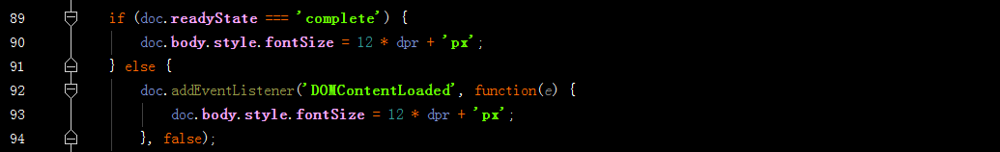 89 if (doc.readyState === 'complete') {
90 doc.body.style.fontSize = 12 * dpr + 'px';
91 } else {
92 doc.addEventListener('DOMContentLoaded', function(e) {
93 doc.body.style.fontSize = 12 * dpr + 'px';
94 }, false);